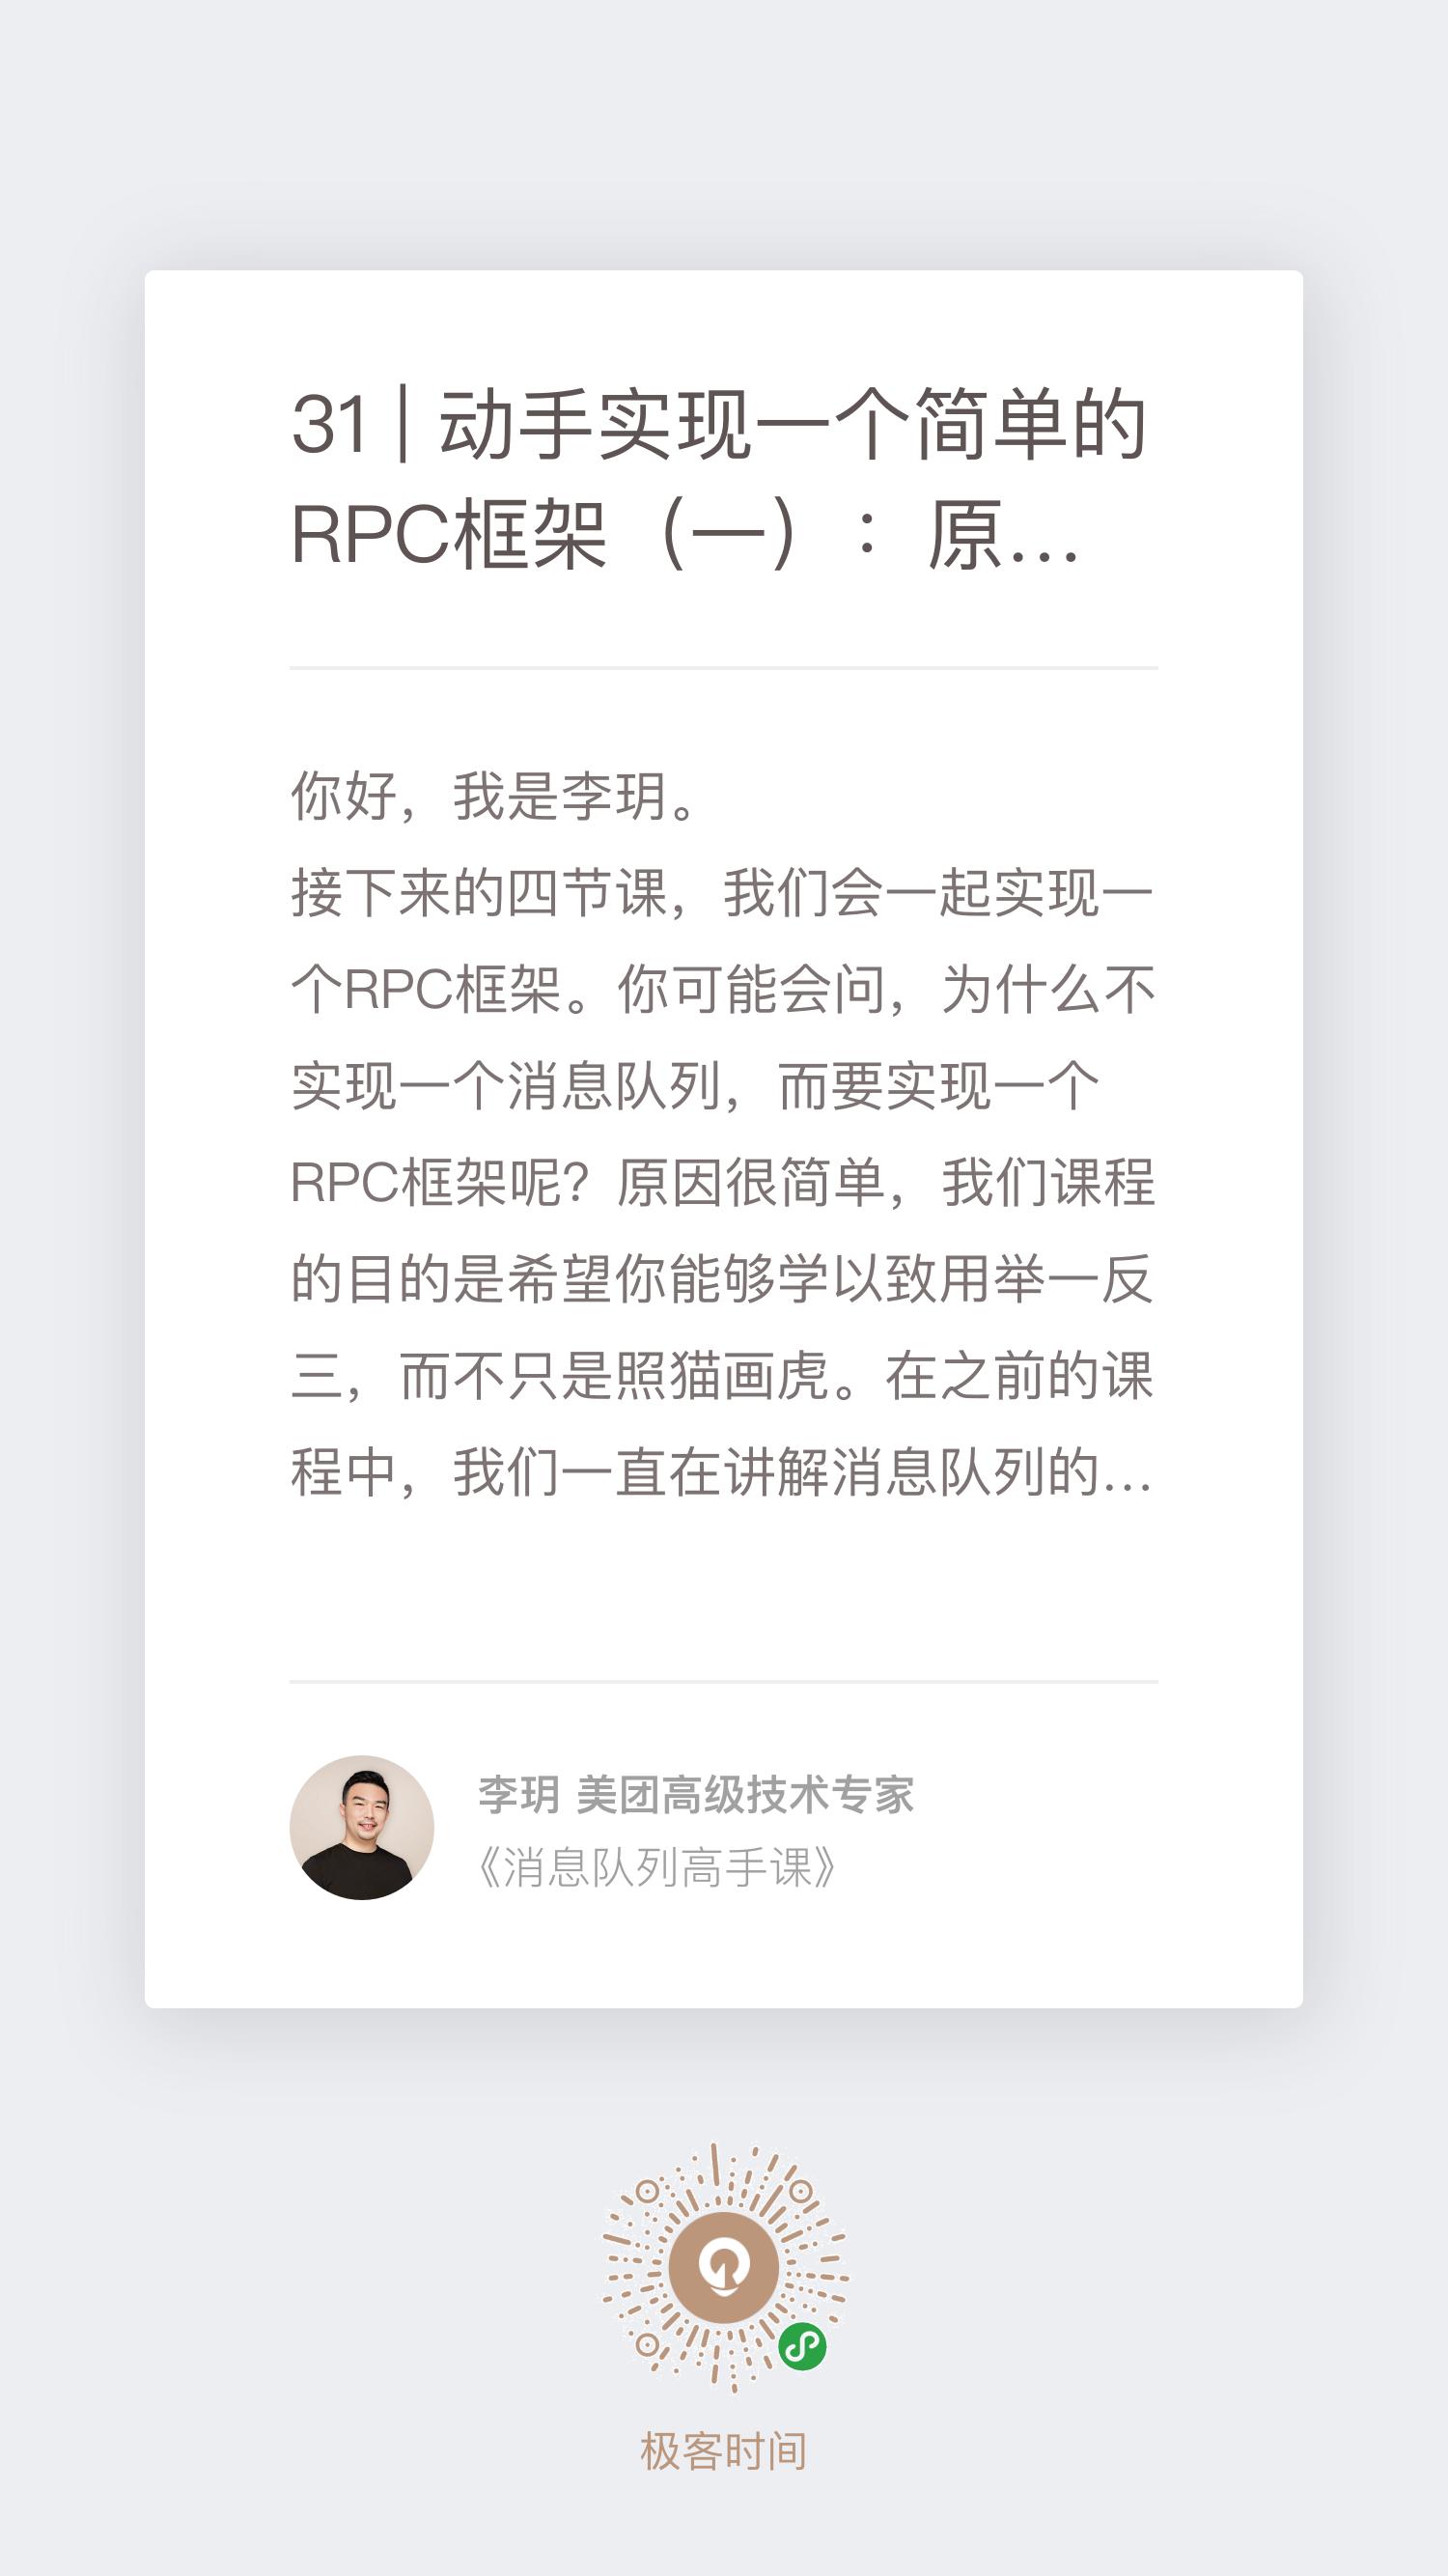 31 | 动手实现一个简单的
RPC框架（一）：原...
你好，我是李玥。
接下来的四节课，我们会一起实现一
个RPC框架。你可能会问，为什么不
实现一个消息队列，而要实现一个
RPC框架呢？原因很简单，我们课程
的目的是希望你能够学以致用举一反
三，而不只是照猫画虎。在之前的课
程中，我们一直在讲解消息队列的...
李玥 美团高级技术专家
《消息队列高手课》
极客时间